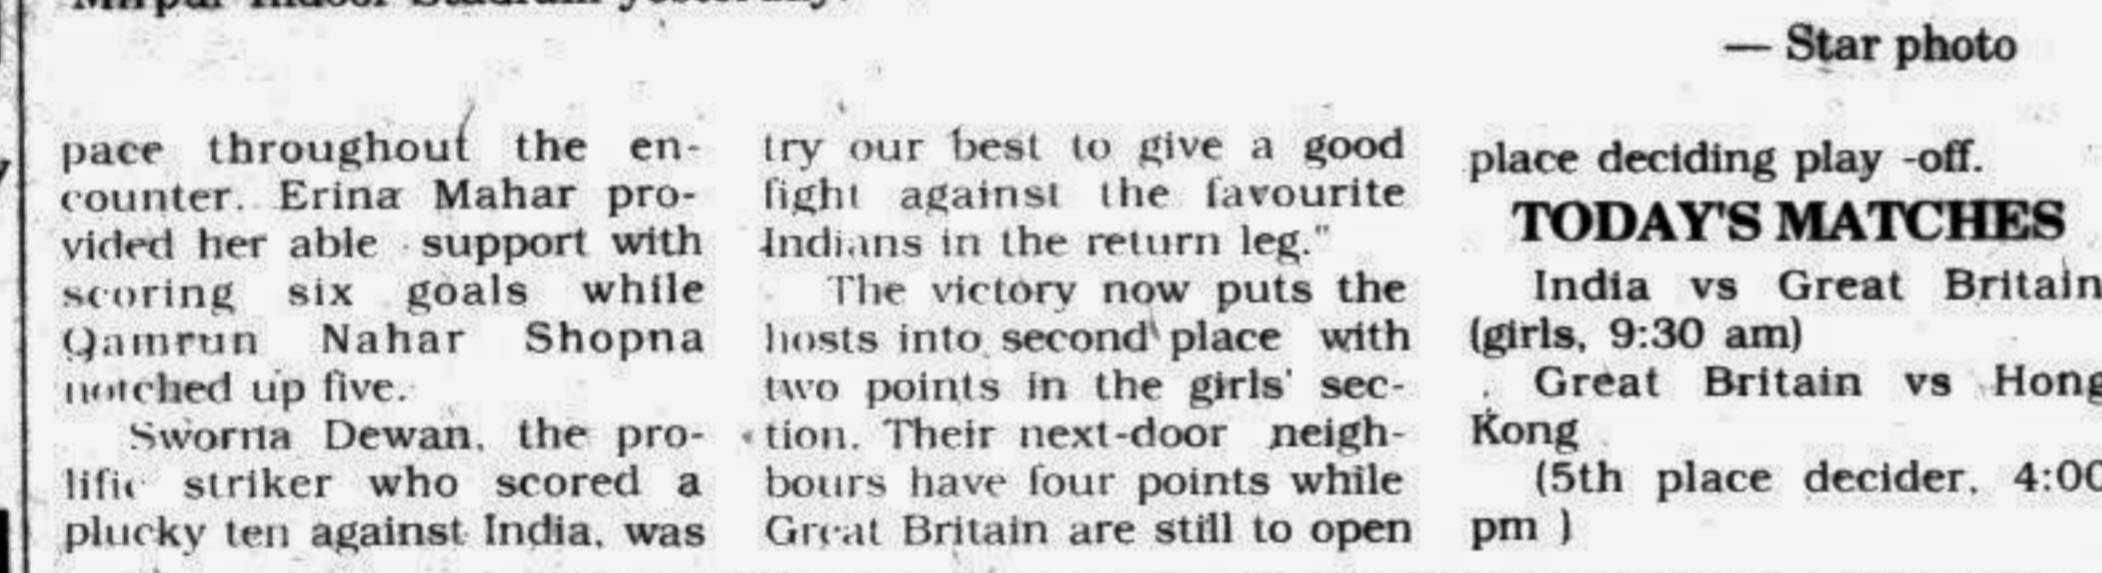 Mirpur Indoor Stadium yesterday.
— Star photo
pace throughout the en-
counter. Erina Mahar pro-
vided her able support with
scoring six goals while
Qamrun Nahar Shopna
notched up five.
Sworna Dewan, the pro-
lific striker who scored a
plucky ten against India, was
try our best to give a good
fight against the favourite
Indians in the return leg."
The victory now puts the
hosts into second place with
two points in the girls' sec-
tion. Their next-door neigh-
bours have four points while
Great Britain are still to open
place deciding play -off.
TODAY'S MATCHES
India vs Great Britain
(girls, 9:30 am)
Great Britain vs Hong
Kong
(5th place decider, 4:00
pm )